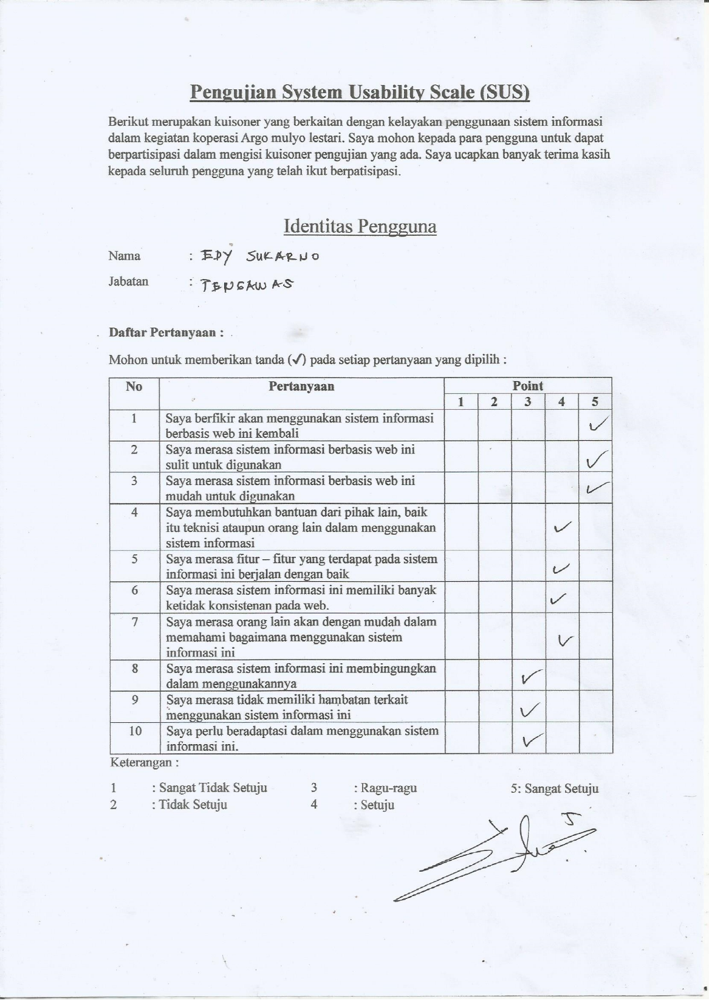 Pengujian System Usability Scale (SUS)
Berikut merupakan kuisoner yang berkaitan dengan kelayakan penggunaan sistem informasi
dalam kegiatan koperasi Argo mulyo lestari. Saya mohon kepada para pengguna untuk dapat
berpartisipasi dalam mengisi kuisoner pengujian yang ada. Saya ucapkan banyak terima kasih
kepada seluruh pengguna yang telah ikut berpatisipasi.
Identitas Pengguna
Nama : EDY SUKARNO
Jabatan : PENGAWAS
Daftar Pertanyaan :
Mohon untuk memberikan tanda (✓) pada setiap pertanyaan yang dipilih :
No Pertanyaan Point
1 2 3 4 5
1 Saya berfikir akan menggunakan sistem informasi ✓
berbasis web ini kembali
2 Saya merasa sistem informasi berbasis web ini ✓
sulit untuk digunakan
3 Saya merasa sistem informasi berbasis web ini ✓
mudah untuk digunakan
4 Saya membutuhkan bantuan dari pihak lain, baik
itu teknisi ataupun orang lain dalam menggunakan ✓
sistem informasi
5 Saya merasa fitur – fitur yang terdapat pada sistem ✓
informasi ini berjalan dengan baik
6 Saya merasa sistem informasi ini memiliki banyak ✓
ketidak konsistenan pada web.
7 Saya merasa orang lain akan dengan mudah dalam
memahami bagaimana menggunakan sistem ✓
informasi ini
8 Saya merasa sistem informasi ini membingungkan ✓
dalam menggunakannya
9 Saya merasa tidak memiliki hambatan terkait ✓
menggunakan sistem informasi ini
10 Saya perlu beradaptasi dalam menggunakan sistem ✓
informasi ini.
Keterangan :
1 : Sangat Tidak Setuju 3 : Ragu-ragu 5: Sangat Setuju
2 : Tidak Setuju 4 : Setuju